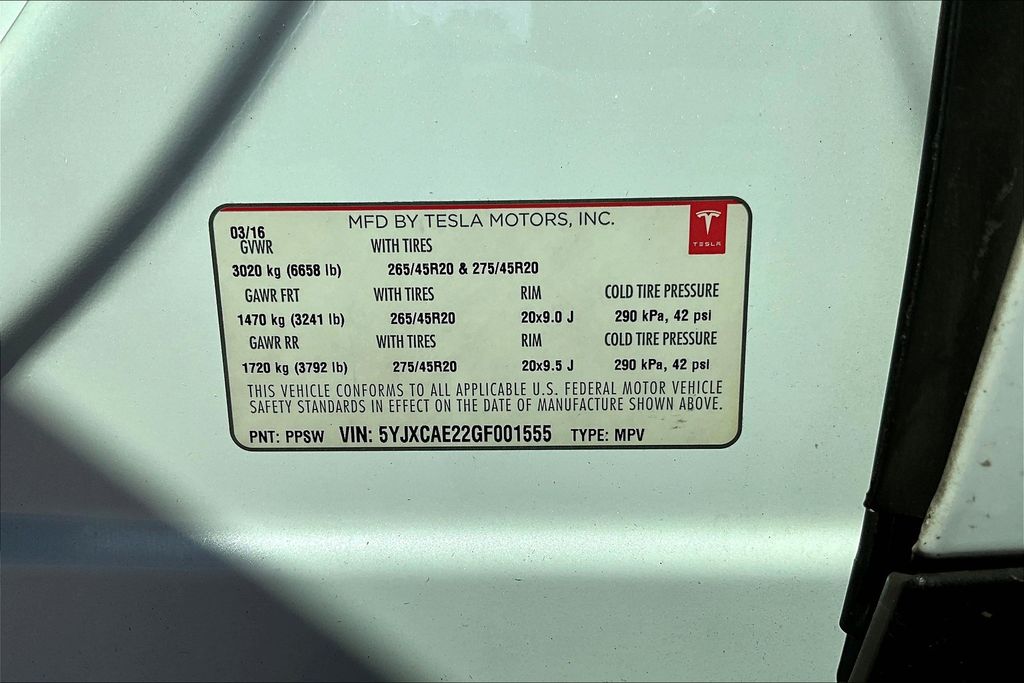 MFD BY TESLA MOTORS, INC.
TESLA
03/16
GVWR WITH TIRES
3020 kg (6658 lb) 265/45R20 & 275/45R20
GAWR FRT WITH TIRES RIM COLD TIRE PRESSURE
1470 kg (3241 lb) 265/45R20 20x9.0 J 290 kPa, 42 psi
GAWR RR WITH TIRES RIM COLD TIRE PRESSURE
1720 kg (3792 lb) 275/45R20 20x9.5 J 290 kPa, 42 psi
THIS VEHICLE CONFORMS TO ALL APPLICABLE U.S. FEDERAL MOTOR VEHICLE
SAFETY STANDARDS IN EFFECT ON THE DATE OF MANUFACTURE SHOWN ABOVE.
PNT: PPSW VIN: 5YJXCAE22GF001555 TYPE: MPV